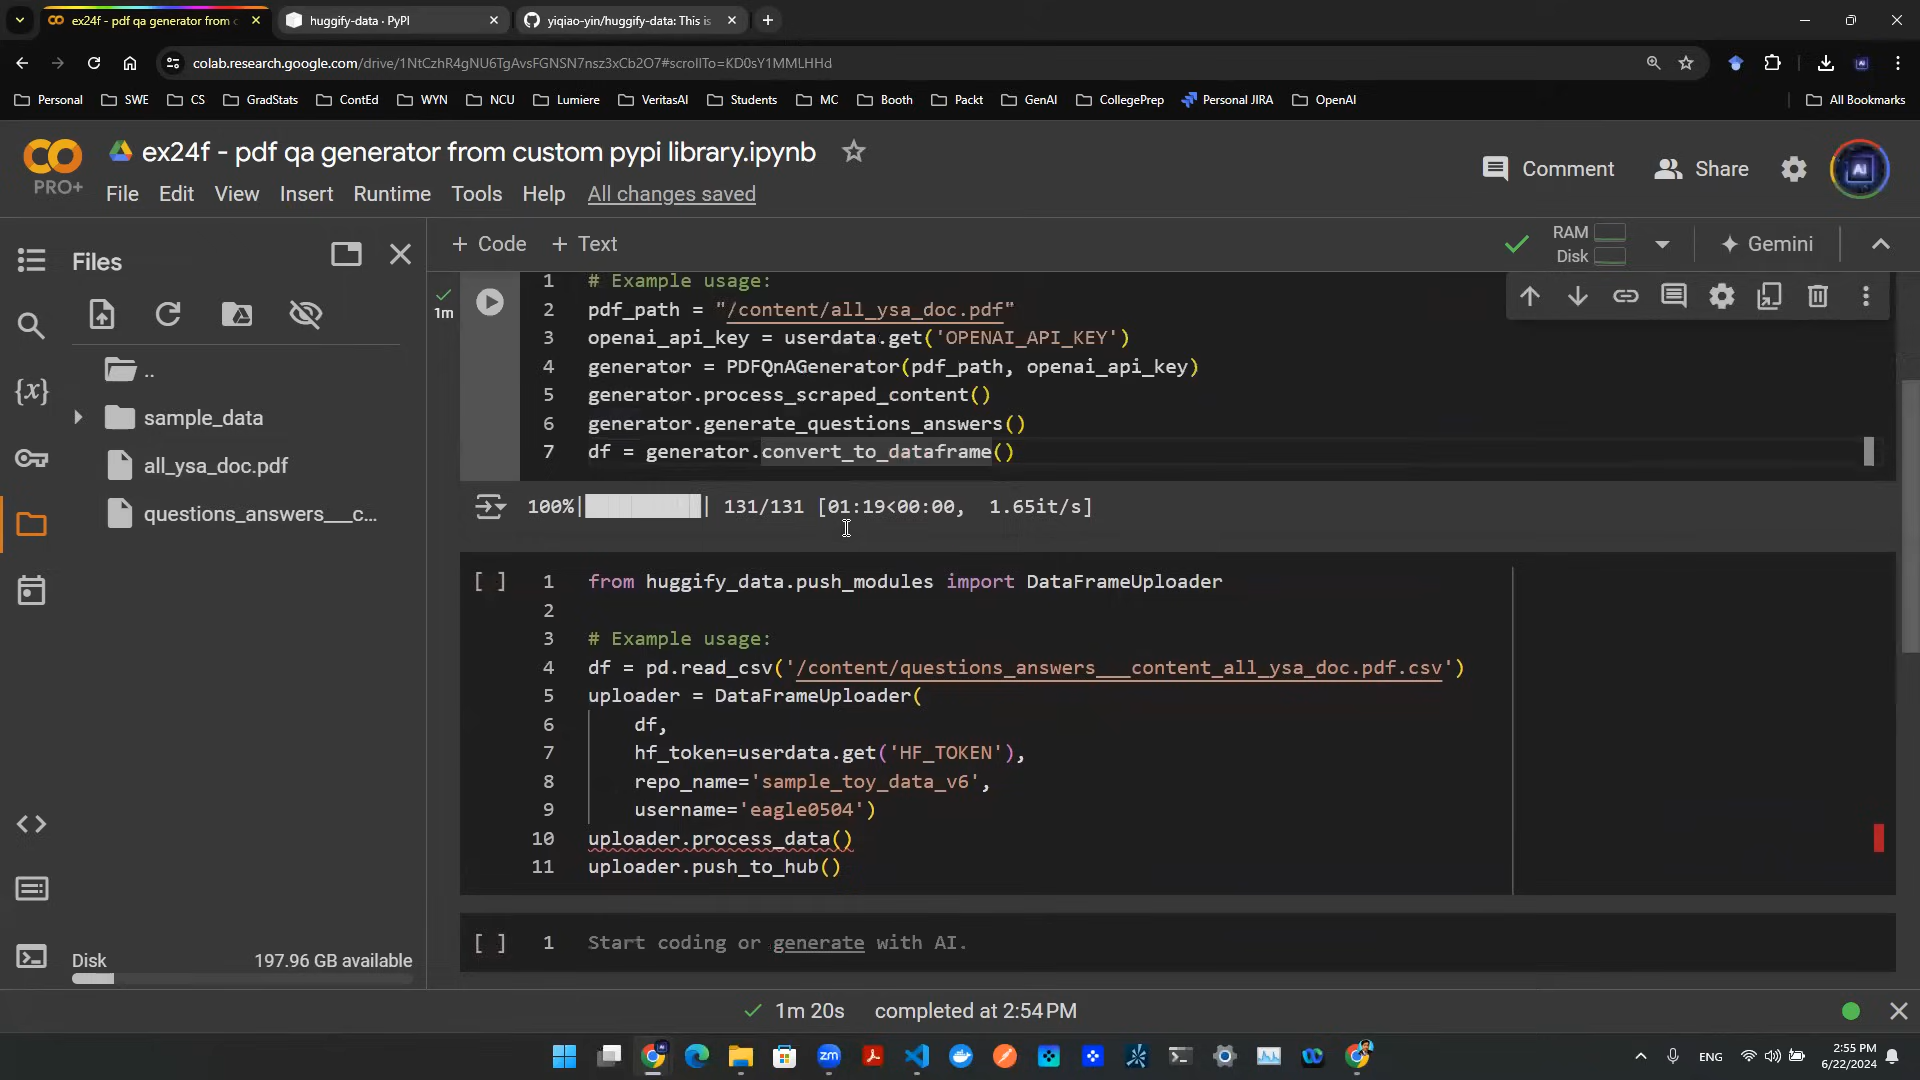 ex24f - pdf qa generator from c
huggify-data · PyPI
yiqiao-yin/huggify-data: This is
colab.research.google.com/drive/1NtCzhR4gNU6TgAvsFGNSN7nsz3xCb2O7#scrollTo=KD0sY1MMLHHd
Personal SWE CS GradStats ContEd WYN NCU Lumiere VeritasAI Students MC Booth Packt GenAI CollegePrep Personal JIRA OpenAI All Bookmarks
CO PRO+
ex24f - pdf qa generator from custom pypi library.ipynb
Comment Share AI
File Edit View Insert Runtime Tools Help All changes saved
Files
+ Code + Text
RAM
Disk
Gemini
..
sample_data
all_ysa_doc.pdf
questions_answers___c...
Disk 197.96 GB available
1m
1 # Example usage:
2 pdf_path = "/content/all_ysa_doc.pdf"
3 openai_api_key = userdata.get('OPENAI_API_KEY')
4 generator = PDFQnAGenerator(pdf_path, openai_api_key)
5 generator.process_scraped_content()
6 generator.generate_questions_answers()
7 df = generator.convert_to_dataframe()
100%|██████████| 131/131 [01:19<00:00, 1.65it/s]
[ ] 1 from huggify_data.push_modules import DataFrameUploader
2
3 # Example usage:
4 df = pd.read_csv('/content/questions_answers___content_all_ysa_doc.pdf.csv')
5 uploader = DataFrameUploader(
6 df,
7 hf_token=userdata.get('HF_TOKEN'),
8 repo_name='sample_toy_data_v6',
9 username='eagle0504')
10 uploader.process_data()
11 uploader.push_to_hub()
[ ] 1 Start coding or generate with AI.
1m 20s completed at 2:54 PM
ENG
2:55 PM
6/22/2024